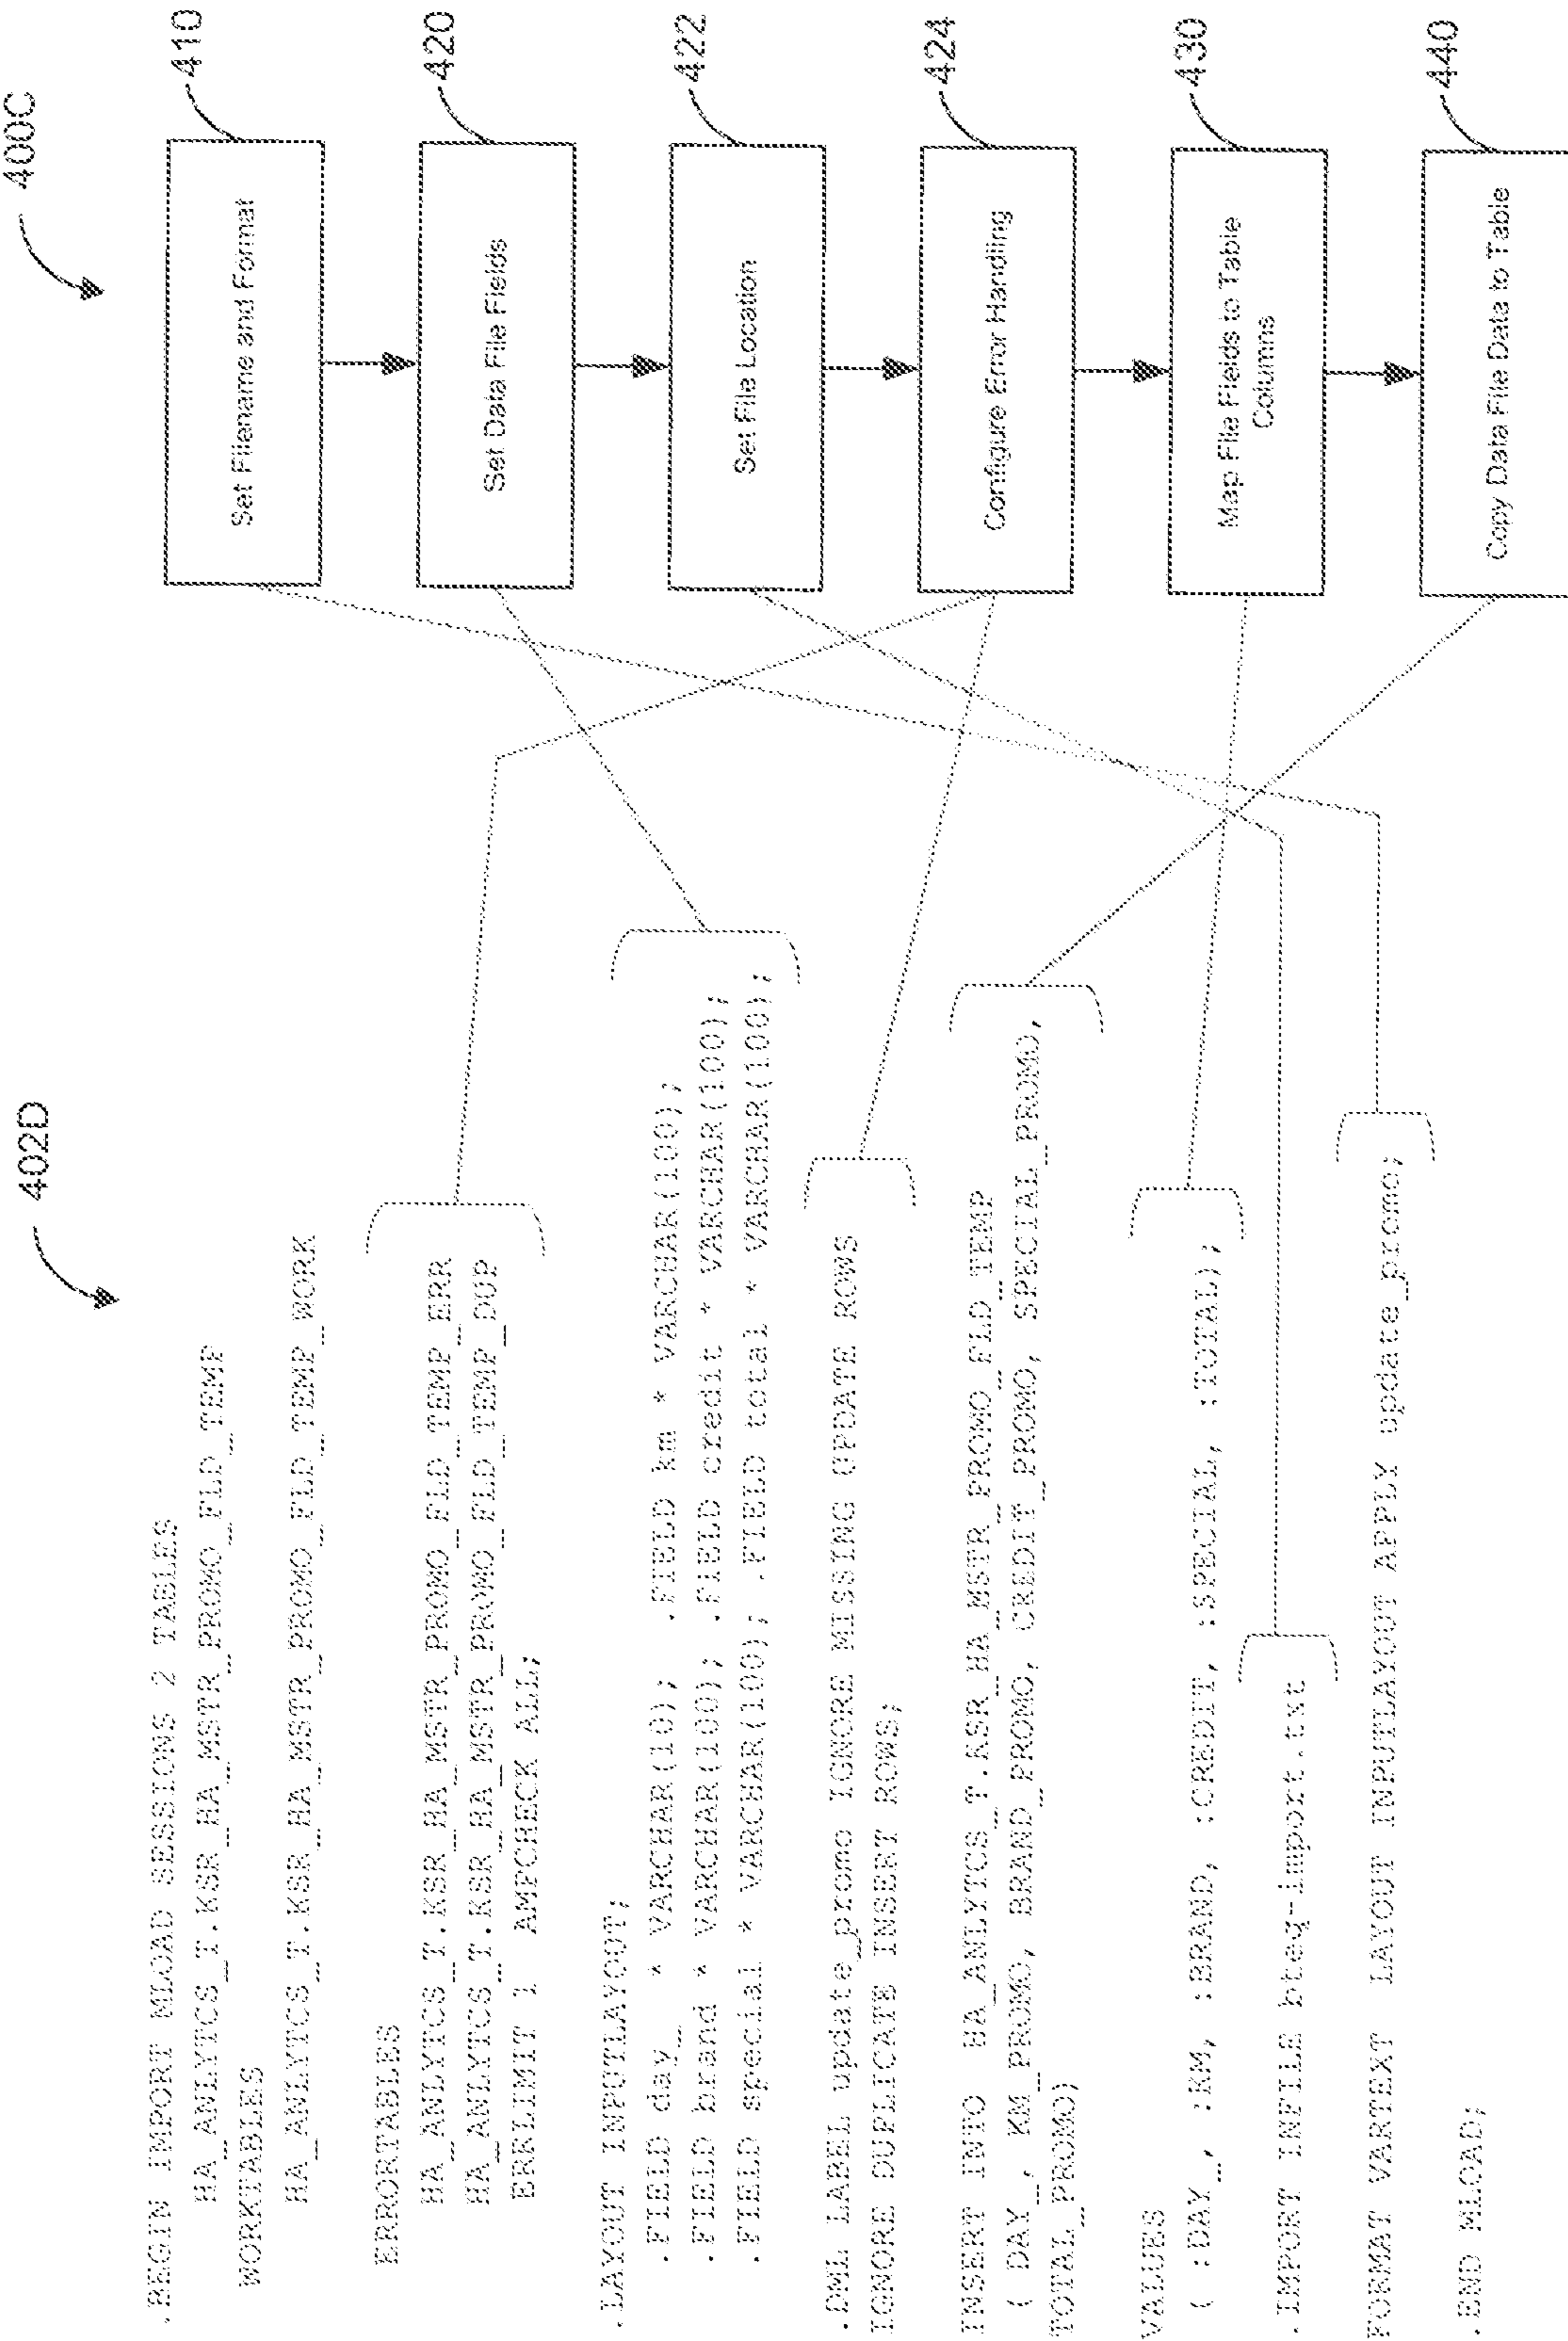 402D
.BEGIN IMPORT MLOAD SESSIONS 2 TABLES
HA_ANLYTCS_T.KSR_HA_MSTR_PROMO_FLD_TEMP
WORKTABLES
HA_ANLYTCS_T.KSR_HA_MSTR_PROMO_FLD_TEMP_WORK
ERRORTABLES
HA_ANLYTCS_T.KSR_HA_MSTR_PROMO_FLD_TEMP_ERR
HA_ANLYTCS_T.KSR_HA_MSTR_PROMO_FLD_TEMP_DUP
ERRLIMIT 1 AMPCHECK ALL;
.LAYOUT INPUTLAYOUT;
.FIELD day_ * VARCHAR(10); .FIELD km * VARCHAR(100);
.FIELD brand * VARCHAR(100); .FIELD credit * VARCHAR(100);
.FIELD special * VARCHAR(100); .FIELD total * VARCHAR(100);
.DML LABEL update_promo IGNORE MISSING UPDATE ROWS
IGNORE DUPLICATE INSERT ROWS;
INSERT INTO HA_ANLYTCS_T.KSR_HA_MSTR_PROMO_FLD_TEMP
( DAY_, KM_PROMO, BRAND_PROMO, CREDIT_PROMO, SPECIAL_PROMO,
TOTAL_PROMO)
VALUES
( :DAY_, :KM, :BRAND, :CREDIT, :SPECIAL, :TOTAL);
.IMPORT INFILE bteq-import.txt
FORMAT VARTEXT LAYOUT INPUTLAYOUT APPLY update_promo;
.END MLOAD;
400C
Set Filename and Format
410
Set Data File Fields
420
Set File Location
422
Configure Error Handling
424
Map File Fields to Table
Columns
430
Copy Data File Data to Table
440